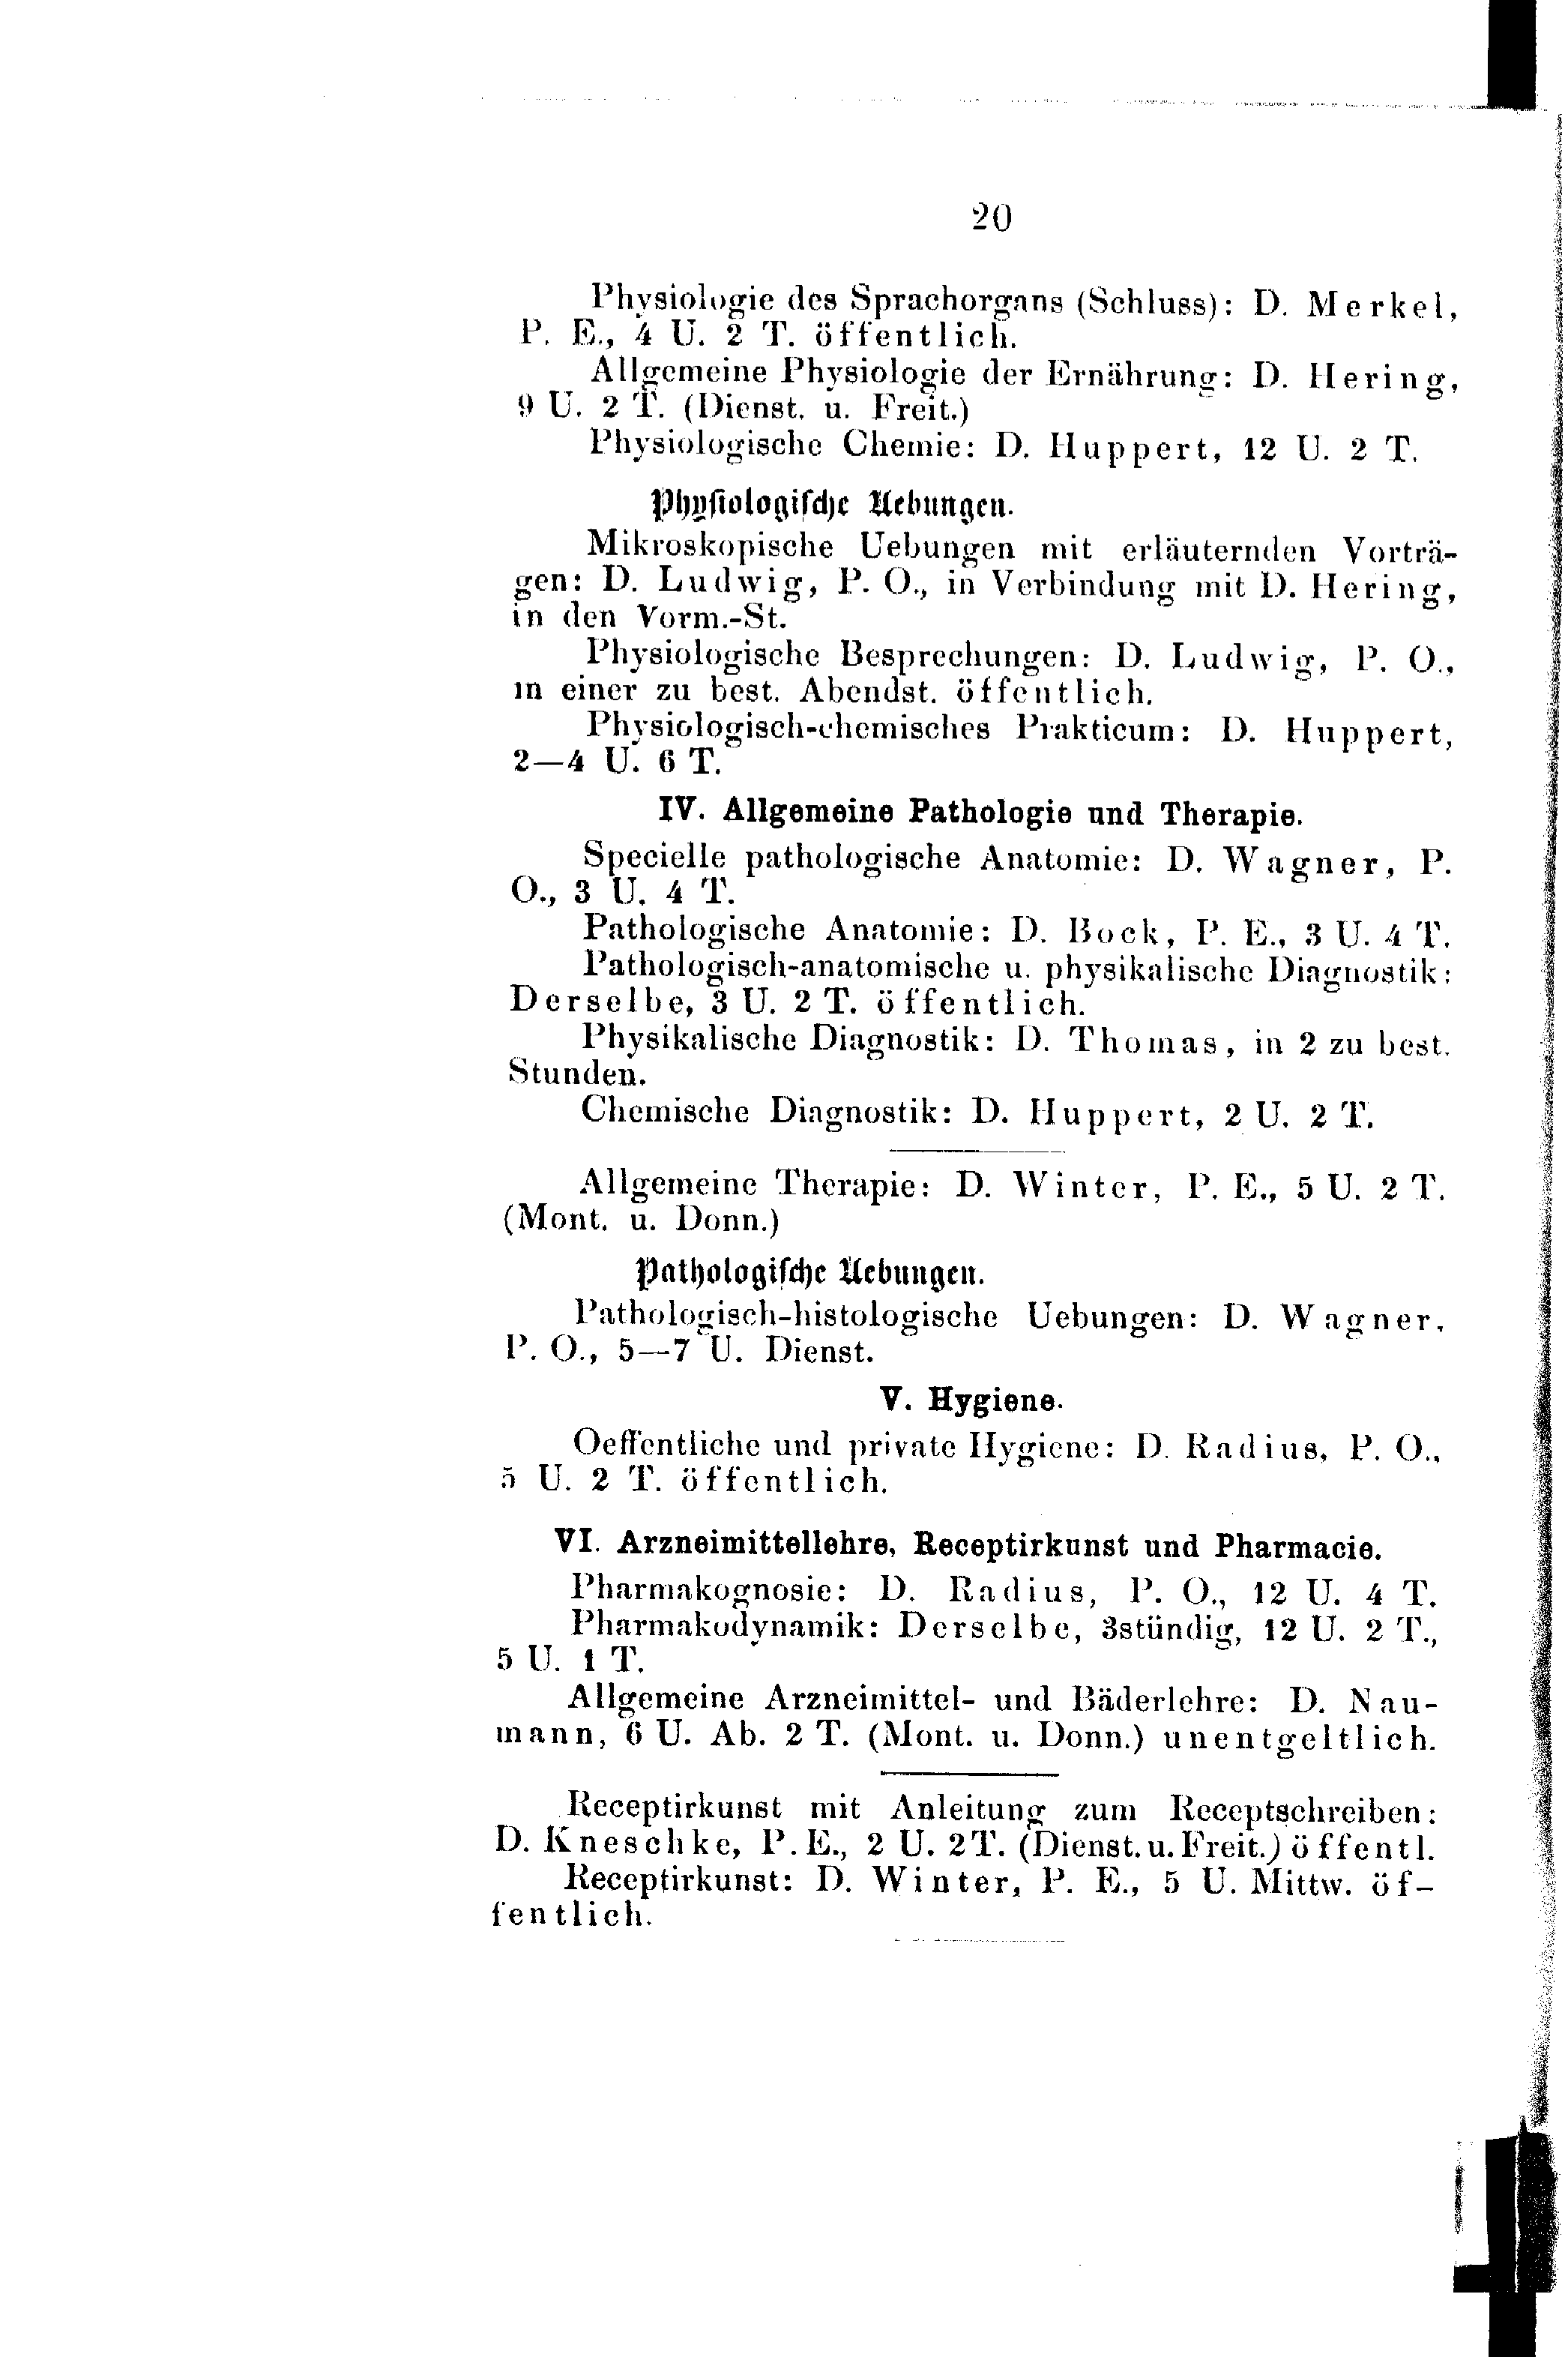 20
Physiologie des Sprachorgans (Schluss): D. Merkel,
P. E., 4 U. 2 T. öffentlich.
Allgemeine Physiologie der Ernährung: D. Hering,
9 U. 2 T. (Dienst. u. Freit.)
Physiologische Chemie: D. Huppert, 12 U. 2 T.
Physiologische Uebungen.
Mikroskopische Uebungen mit erläuternden Vorträ-
gen: D. Ludwig, P. O., in Verbindung mit D. Hering,
in den Vorm.-St.
Physiologische Besprechungen: D. Ludwig, P. O.,
in einer zu best. Abendst. öffentlich.
Physiologisch-chemisches Prakticum: D. Huppert,
2—4 U. 6 T.
IV. Allgemeine Pathologie und Therapie.
Specielle pathologische Anatomie: D. Wagner, P.
O., 3 U. 4 T.
Pathologische Anatomie: D. Bock, P. E., 3 U. 4 T.
Pathologisch-anatomische u. physikalische Diagnostik:
Derselbe, 3 U. 2 T. öffentlich.
Physikalische Diagnostik: D. Thomas, in 2 zu best.
Stunden.
Chemische Diagnostik: D. Huppert, 2 U. 2 T.
Allgemeine Therapie: D. Winter, P. E., 5 U. 2 T.
(Mont. u. Donn.)
Pathologische Uebungen.
Pathologisch-histologische Uebungen: D. Wagner,
P. O., 5—7 U. Dienst.
V. Hygiene.
Oeffentliche und private Hygiene: D. Radius, P. O.,
5 U. 2 T. öffentlich.
VI. Arzneimittellehre, Receptirkunst und Pharmacie.
Pharmakognosie: D. Radius, P. O., 12 U. 4 T.
Pharmakodynamik: Derselbe, 3stündig, 12 U. 2 T.,
5 U. 1 T.
Allgemeine Arzneimittel- und Bäderlehre: D. Nau-
mann, 6 U. Ab. 2 T. (Mont. u. Donn.) unentgeltlich.
Receptirkunst mit Anleitung zum Receptschreiben:
D. Kneschke, P. E., 2 U. 2 T. (Dienst. u. Freit.) öffentl.
Receptirkunst: D. Winter, P. E., 5 U. Mittw. öf-
fentlich.